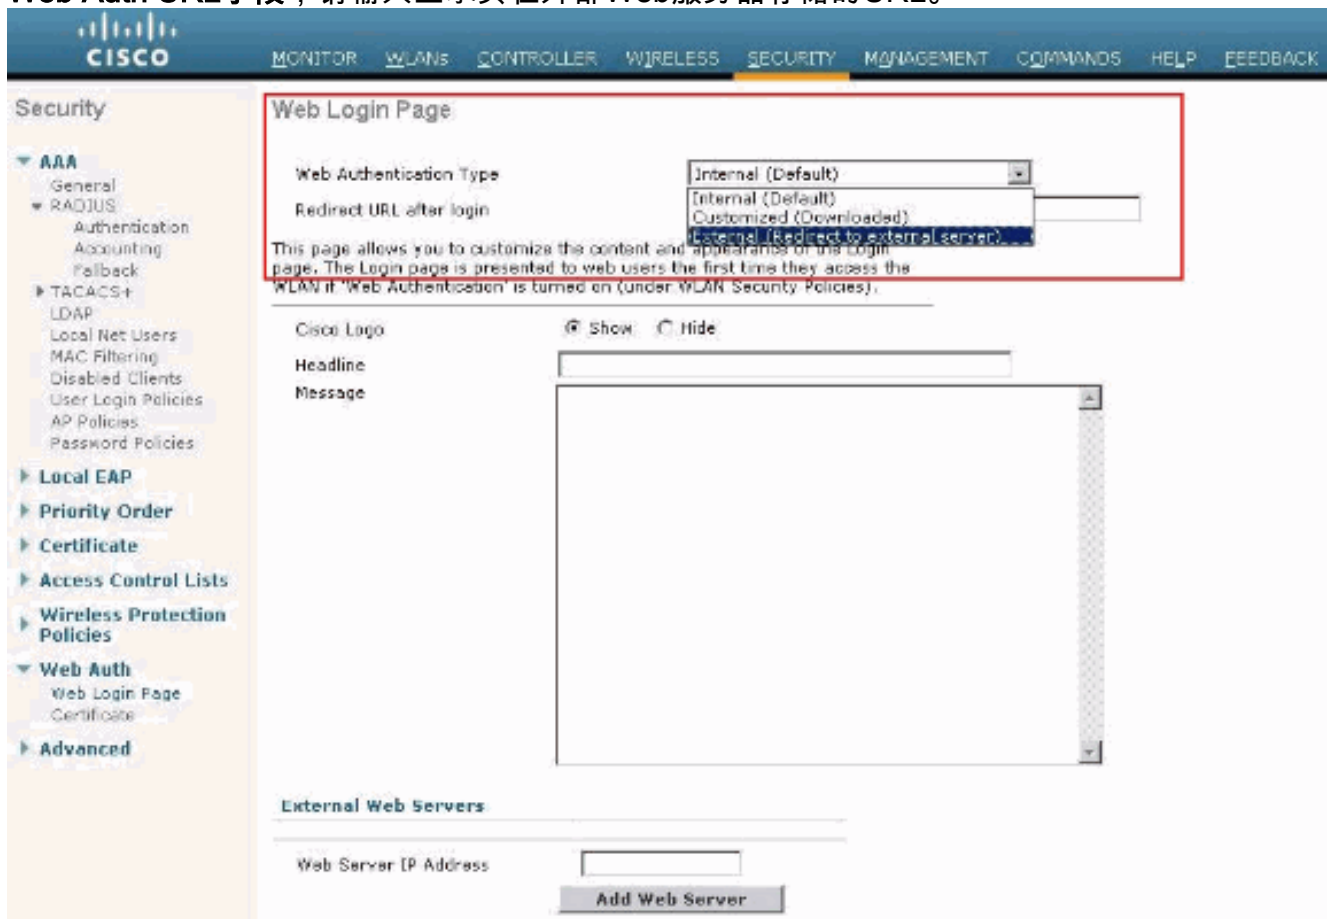 CISCO
MONITOR WLANs CONTROLLER WIRELESS SECURITY MANAGEMENT COMMANDS HELP FEEDBACK
Security
AAA
General
RADIUS
Authentication
Accounting
Fallback
TACACS+
LDAP
Local Net Users
MAC Filtering
Disabled Clients
User Login Policies
AP Policies
Password Policies
Local EAP
Priority Order
Certificate
Access Control Lists
Wireless Protection
Policies
Web Auth
Web Login Page
Certificate
Advanced
Web Login Page
Web Authentication Type
Internal (Default)
Internal (Default)
Customized (Downloaded)
External (Redirect to external server)
Redirect URL after login
This page allows you to customize the content and appearance of the Login
page. The Login page is presented to web users the first time they access the
WLAN if 'Web Authentication' is turned on (under WLAN Security Policies).
Cisco Logo
Show Hide
Headline
Message
External Web Servers
Web Server IP Address
Add Web Server